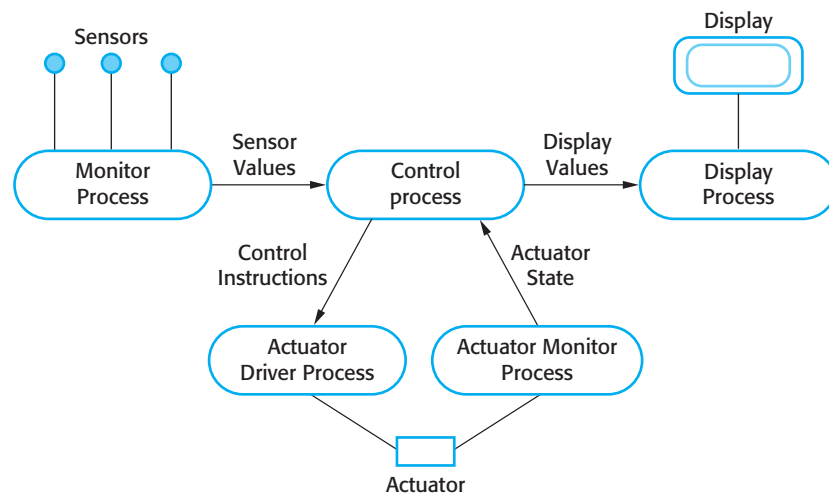 Sensors
Display
Monitor
Process
Sensor
Values
Control
process
Display
Values
Display
Process
Control
Instructions
Actuator
State
Actuator
Driver Process
Actuator Monitor
Process
Actuator